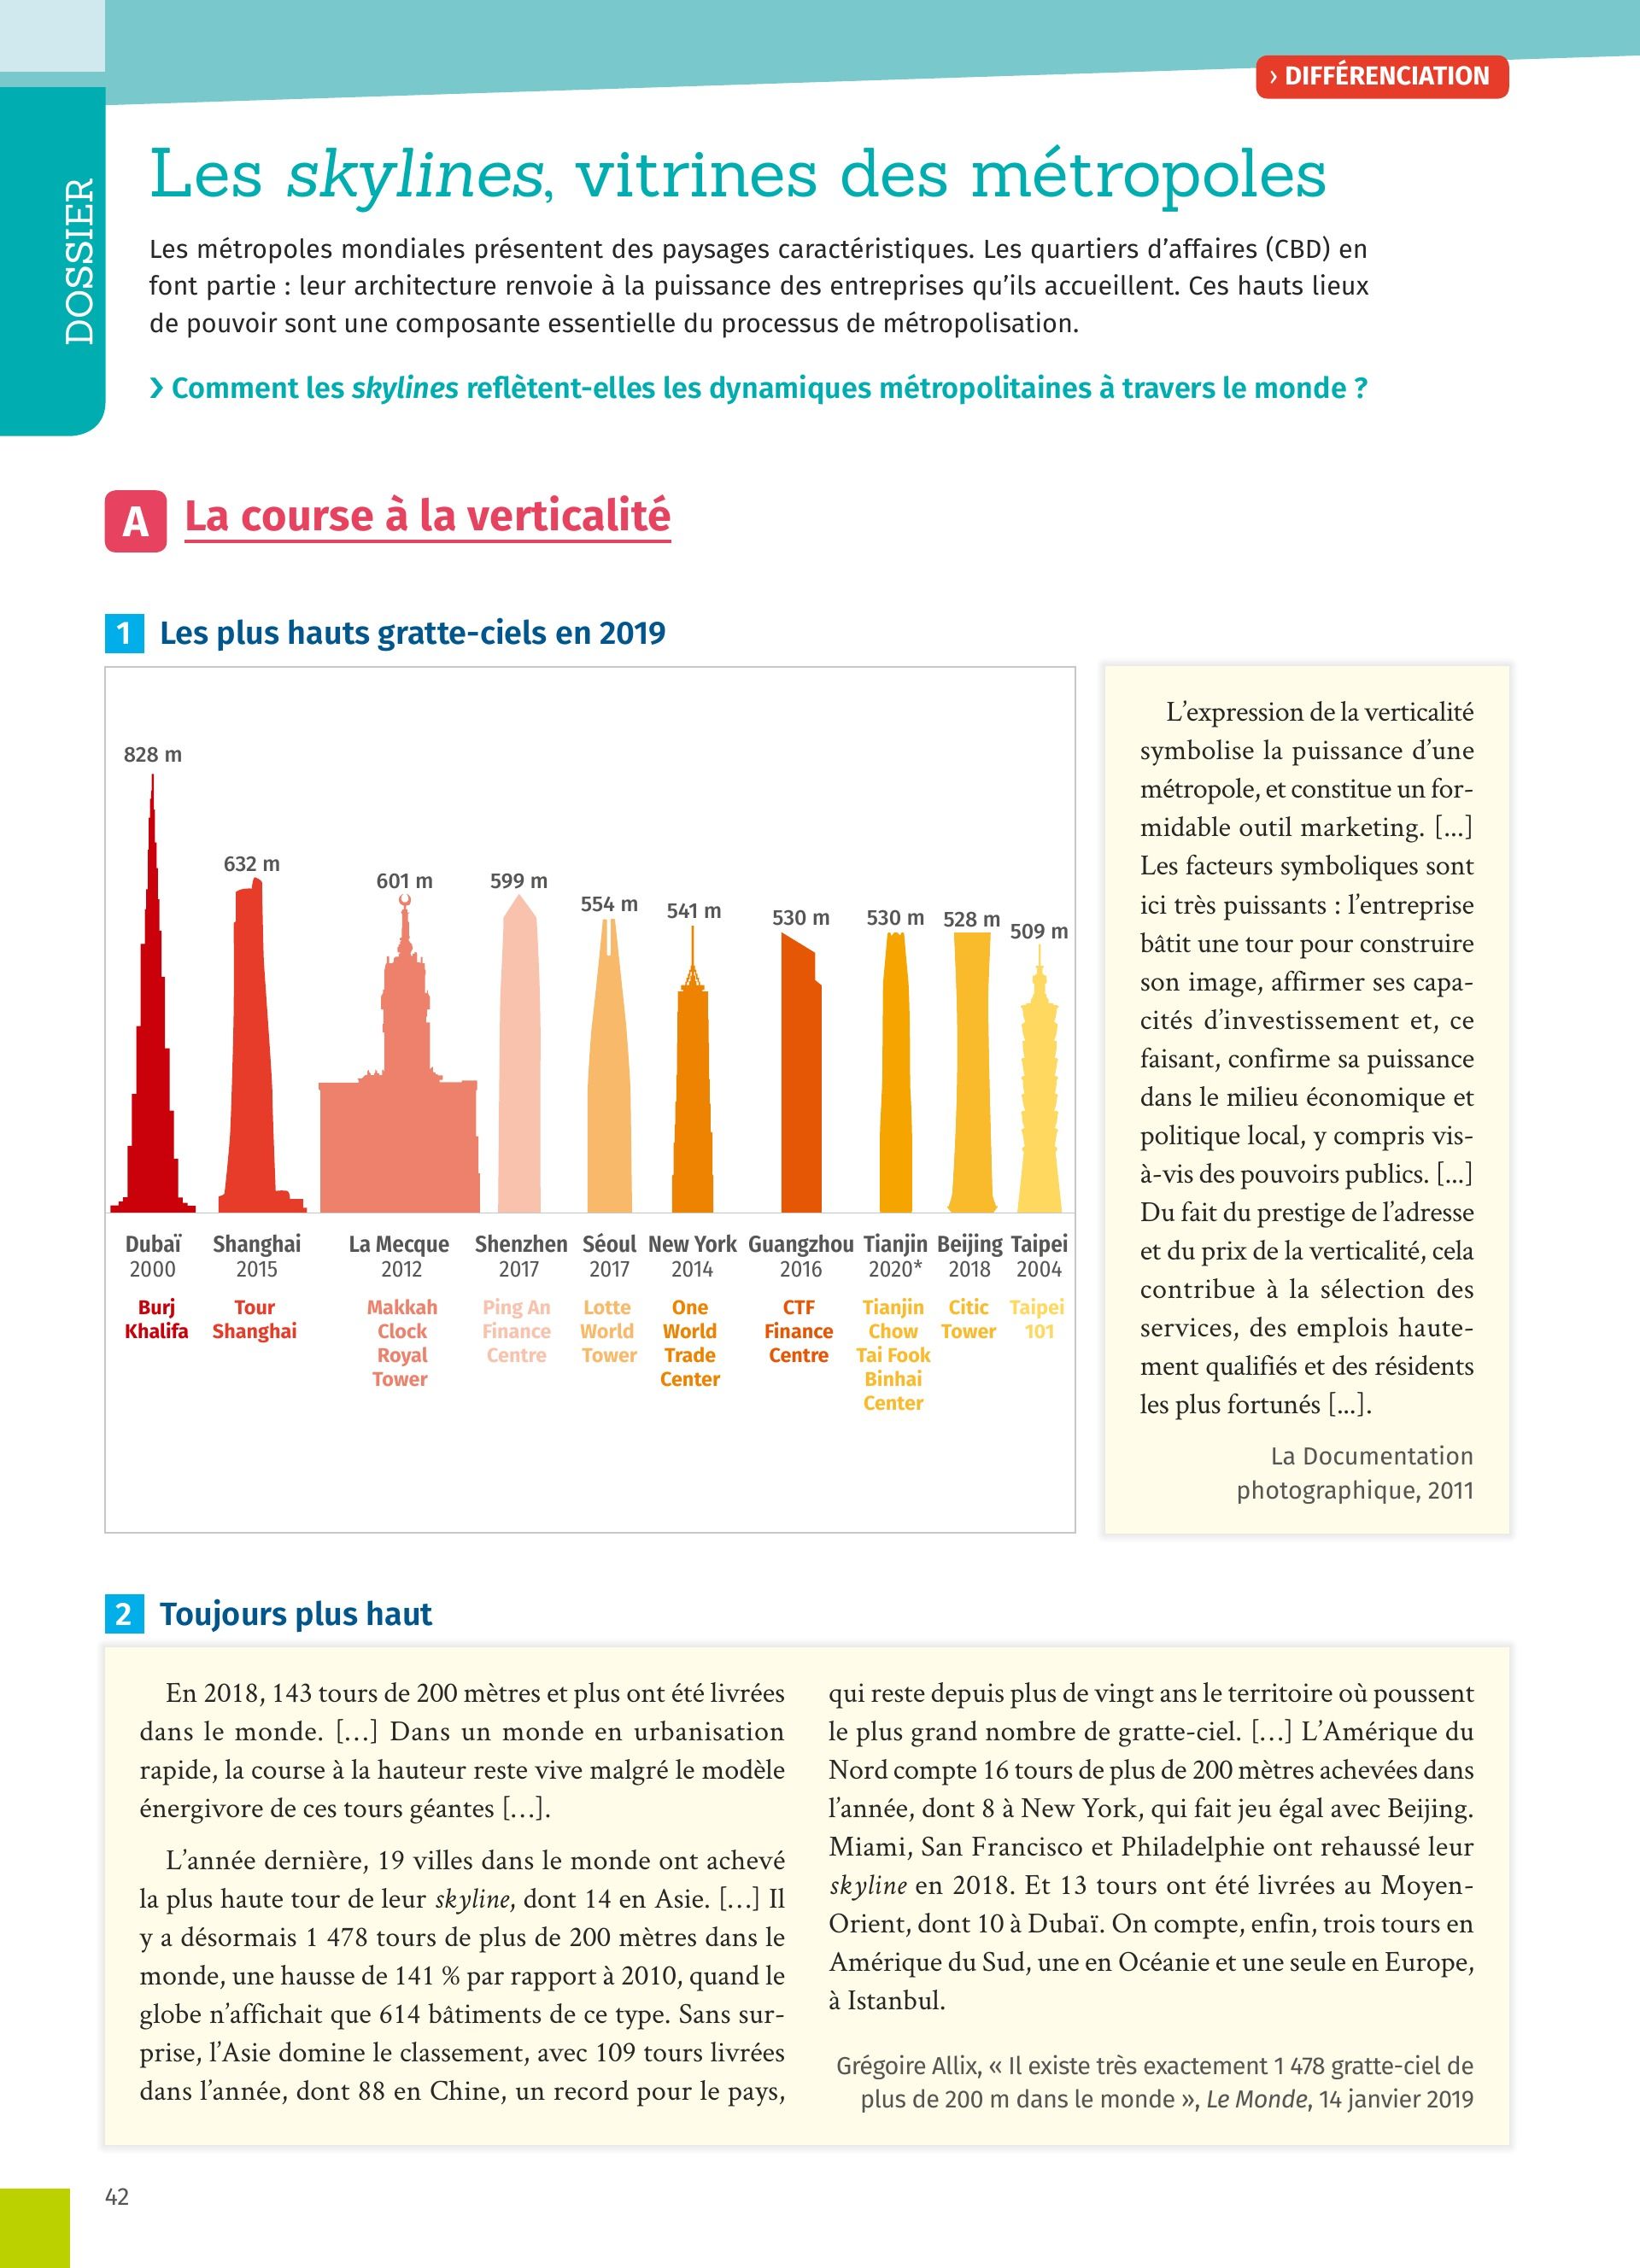 › DIFFÉRENCIATION
DOSSIER
Les skylines, vitrines des métropoles
Les métropoles mondiales présentent des paysages caractéristiques. Les quartiers d’affaires (CBD) en
font partie : leur architecture renvoie à la puissance des entreprises qu’ils accueillent. Ces hauts lieux
de pouvoir sont une composante essentielle du processus de métropolisation.
› Comment les skylines reflètent-elles les dynamiques métropolitaines à travers le monde ?
A La course à la verticalité
1 Les plus hauts gratte-ciels en 2019
828 m
632 m
601 m
599 m
554 m
541 m
530 m
530 m
528 m
509 m
Dubaï
2000
Burj
Khalifa
Shanghai
2015
Tour
Shanghai
La Mecque
2012
Makkah
Clock
Royal
Tower
Shenzhen
2017
Ping An
Finance
Centre
Séoul
2017
Lotte
World
Tower
New York
2014
One
World
Trade
Center
Guangzhou
2016
CTF
Finance
Centre
Tianjin
2020*
Tianjin
Chow
Tai Fook
Binhai
Center
Beijing
2018
Citic
Tower
Taipei
2004
Taipei
101
L’expression de la verticalité
symbolise la puissance d’une
métropole, et constitue un for-
midable outil marketing. [...]
Les facteurs symboliques sont
ici très puissants : l’entreprise
bâtit une tour pour construire
son image, affirmer ses capa-
cités d’investissement et, ce
faisant, confirme sa puissance
dans le milieu économique et
politique local, y compris vis-
à-vis des pouvoirs publics. [...]
Du fait du prestige de l’adresse
et du prix de la verticalité, cela
contribue à la sélection des
services, des emplois haute-
ment qualifiés et des résidents
les plus fortunés [...].
La Documentation
photographique, 2011
2 Toujours plus haut
En 2018, 143 tours de 200 mètres et plus ont été livrées
dans le monde. […] Dans un monde en urbanisation
rapide, la course à la hauteur reste vive malgré le modèle
énergivore de ces tours géantes […].
L’année dernière, 19 villes dans le monde ont achevé
la plus haute tour de leur skyline, dont 14 en Asie. […] Il
y a désormais 1 478 tours de plus de 200 mètres dans le
monde, une hausse de 141 % par rapport à 2010, quand le
globe n’affichait que 614 bâtiments de ce type. Sans sur-
prise, l’Asie domine le classement, avec 109 tours livrées
dans l’année, dont 88 en Chine, un record pour le pays,
qui reste depuis plus de vingt ans le territoire où poussent
le plus grand nombre de gratte-ciel. […] L’Amérique du
Nord compte 16 tours de plus de 200 mètres achevées dans
l’année, dont 8 à New York, qui fait jeu égal avec Beijing.
Miami, San Francisco et Philadelphie ont rehaussé leur
skyline en 2018. Et 13 tours ont été livrées au Moyen-
Orient, dont 10 à Dubaï. On compte, enfin, trois tours en
Amérique du Sud, une en Océanie et une seule en Europe,
à Istanbul.
Grégoire Allix, « Il existe très exactement 1 478 gratte-ciel de
plus de 200 m dans le monde », Le Monde, 14 janvier 2019
42